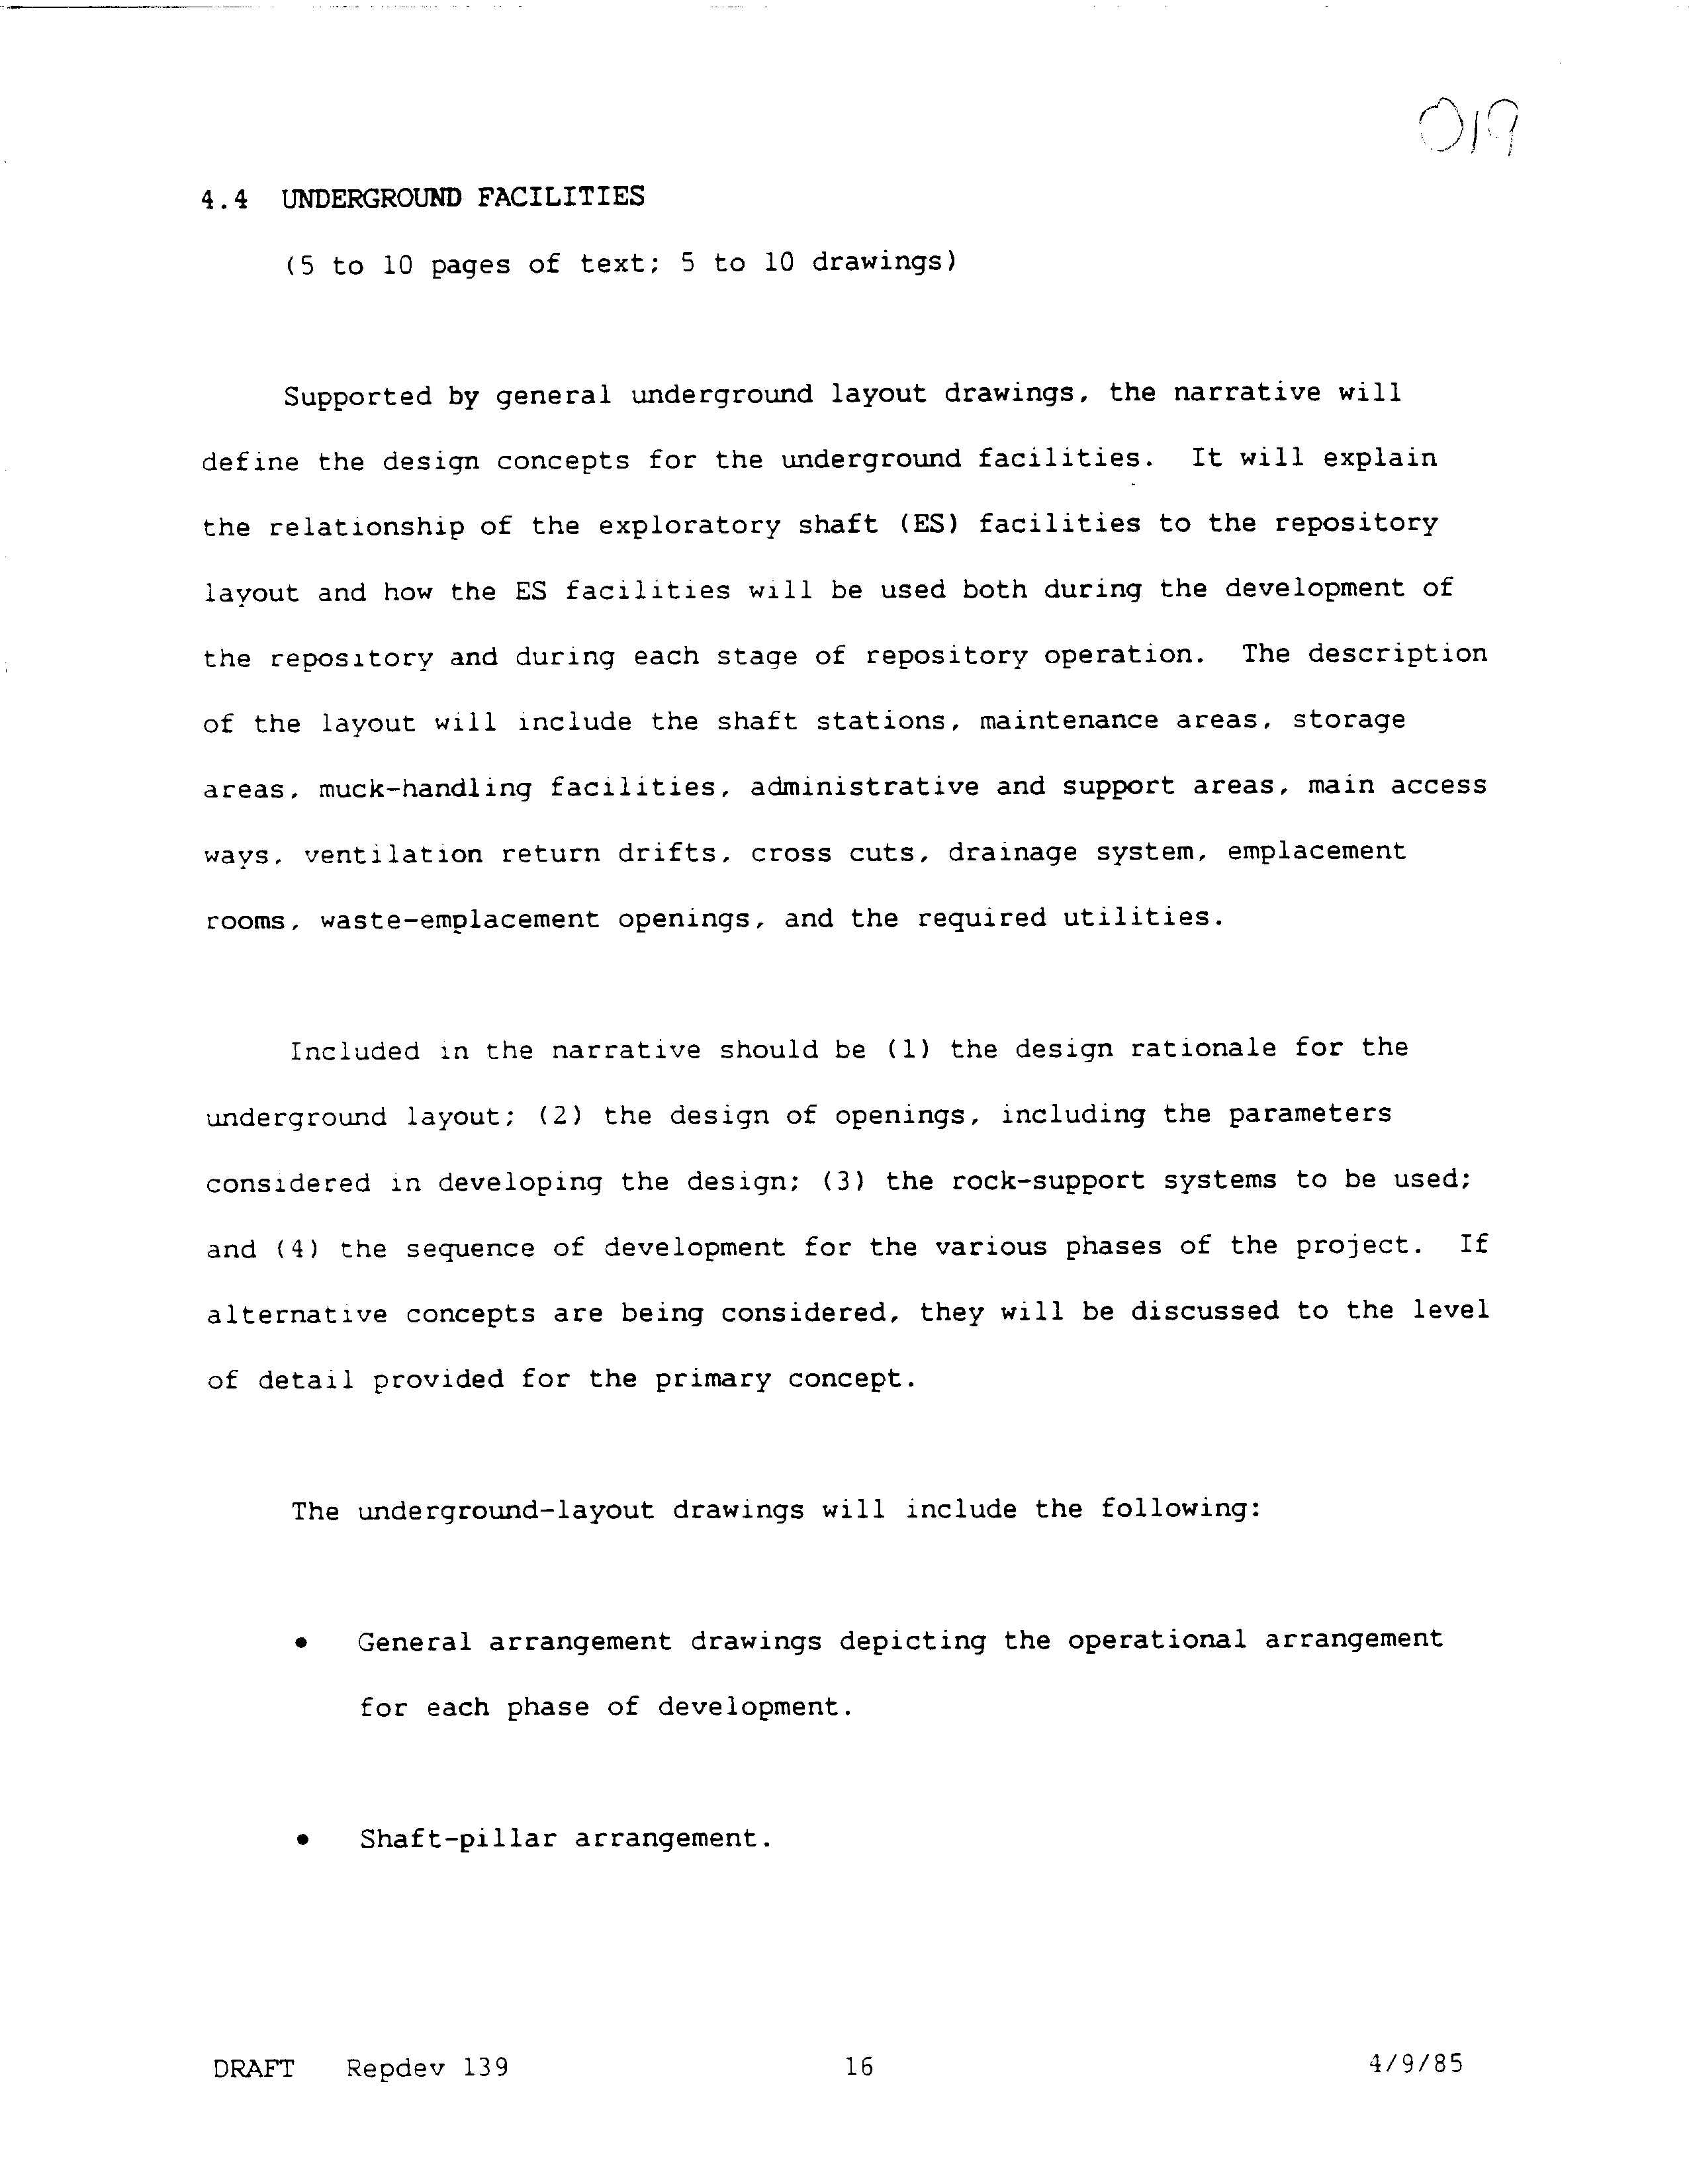 019
4.4 UNDERGROUND FACILITIES
(5 to 10 pages of text; 5 to 10 drawings)
Supported by general underground layout drawings, the narrative will
define the design concepts for the underground facilities. It will explain
the relationship of the exploratory shaft (ES) facilities to the repository
layout and how the ES facilities will be used both during the development of
the repository and during each stage of repository operation. The description
of the layout will include the shaft stations, maintenance areas, storage
areas, muck-handling facilities, administrative and support areas, main access
ways, ventilation return drifts, cross cuts, drainage system, emplacement
rooms, waste-emplacement openings, and the required utilities.
Included in the narrative should be (1) the design rationale for the
underground layout; (2) the design of openings, including the parameters
considered in developing the design; (3) the rock-support systems to be used;
and (4) the sequence of development for the various phases of the project. If
alternative concepts are being considered, they will be discussed to the level
of detail provided for the primary concept.
The underground-layout drawings will include the following:
• General arrangement drawings depicting the operational arrangement
for each phase of development.
• Shaft-pillar arrangement.
DRAFT Repdev 139 16 4/9/85